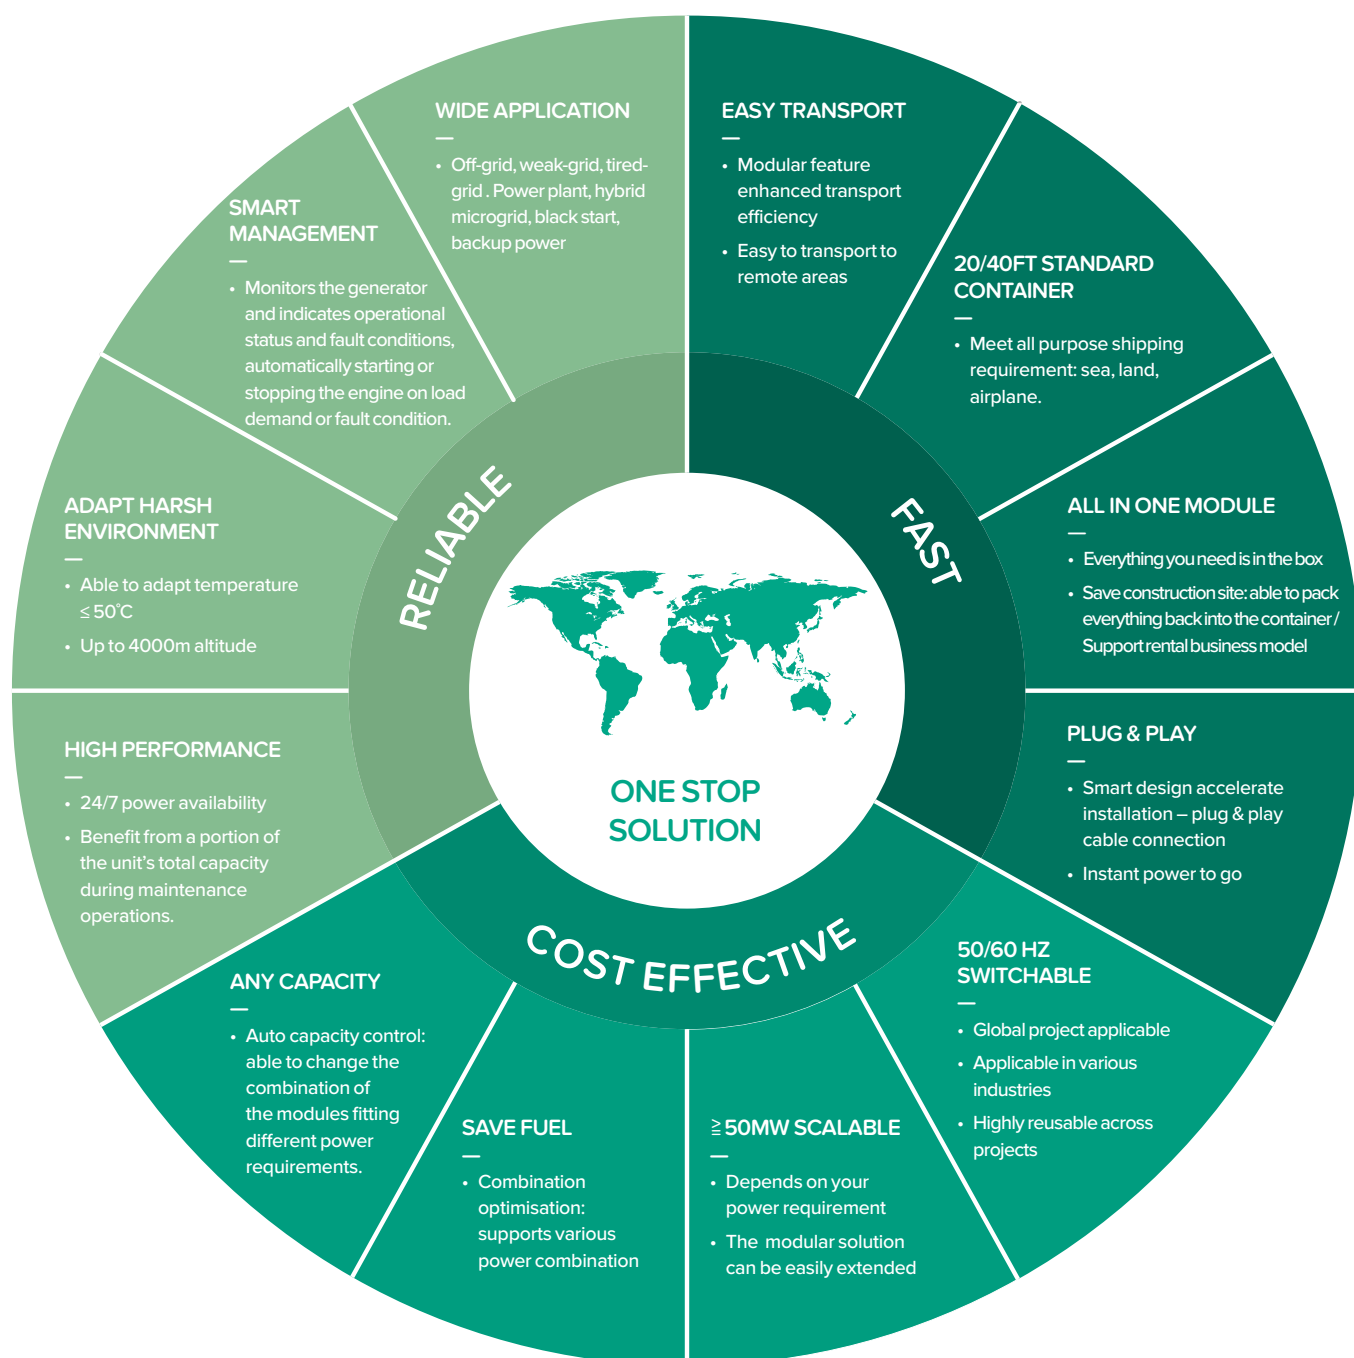 WIDE APPLICATION
• Off-grid, weak-grid, tired-
grid . Power plant, hybrid
microgrid, black start,
backup power
EASY TRANSPORT
• Modular feature
enhanced transport
efficiency
• Easy to transport to
remote areas
SMART
MANAGEMENT
• Monitors the generator
and indicates operational
status and fault conditions,
automatically starting or
stopping the engine on load
demand or fault condition.
20/40FT STANDARD
CONTAINER
• Meet all purpose shipping
requirement: sea, land,
airplane.
ADAPT HARSH
ENVIRONMENT
• Able to adapt temperature
≤ 50°C
• Up to 4000m altitude
RELIABLE
FAST
ALL IN ONE MODULE
• Everything you need is in the box
• Save construction site: able to pack
everything back into the container /
Support rental business model
HIGH PERFORMANCE
• 24/7 power availability
• Benefit from a portion of
the unit's total capacity
during maintenance
operations.
ONE STOP
SOLUTION
PLUG & PLAY
• Smart design accelerate
installation – plug & play
cable connection
• Instant power to go
COST EFFECTIVE
ANY CAPACITY
• Auto capacity control:
able to change the
combination of
the modules fitting
different power
requirements.
SAVE FUEL
• Combination
optimisation:
supports various
power combination
≧50MW SCALABLE
• Depends on your
power requirement
• The modular solution
can be easily extended
50/60 HZ
SWITCHABLE
• Global project applicable
• Applicable in various
industries
• Highly reusable across
projects